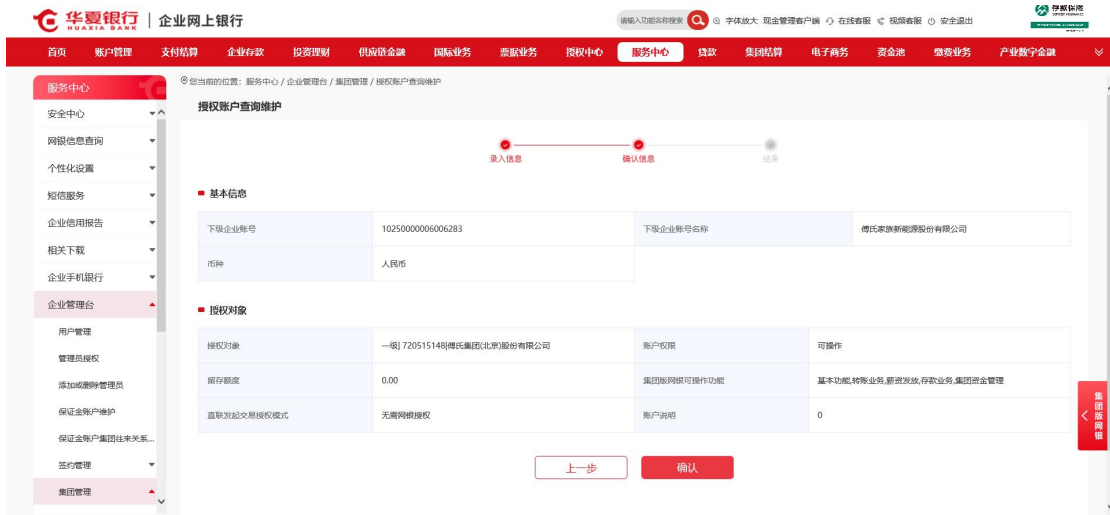 华夏银行 企业网上银行
HUAXIA BANK
请输入功能名称搜索 字体放大 现金管理客户端 在线客服 视频客服 安全退出
存款保险
首页 账户管理 支付结算 企业存款 投资理财 供应链金融 国际业务 票据业务 授权中心 服务中心 贷款 集团结算 电子商务 资金池 缴费业务 产业数字金融
服务中心
安全中心
网银信息查询
个性化设置
短信服务
企业信用报告
相关下载
企业手机银行
企业管理台
用户管理
管理员授权
添加或删除管理员
保证金账户维护
保证金账户集团往来关系...
签约管理
集团管理
您当前的位置：服务中心 / 企业管理台 / 集团管理 / 授权账户查询维护
授权账户查询维护
录入信息 确认信息 结果
基本信息
下级企业账号 10250000006006283 下级企业账号名称 傅氏家族新能源股份有限公司
币种 人民币
授权对象
授权对象 一级| 720515148|傅氏集团(北京)股份有限公司 账户权限 可操作
留存额度 0.00 集团版网银可操作功能 基本功能,转账业务,薪资发放,存款业务,集团资金管理
直联发起交易授权模式 无需网银授权 账户说明 0
上一步 确认
集团版网银